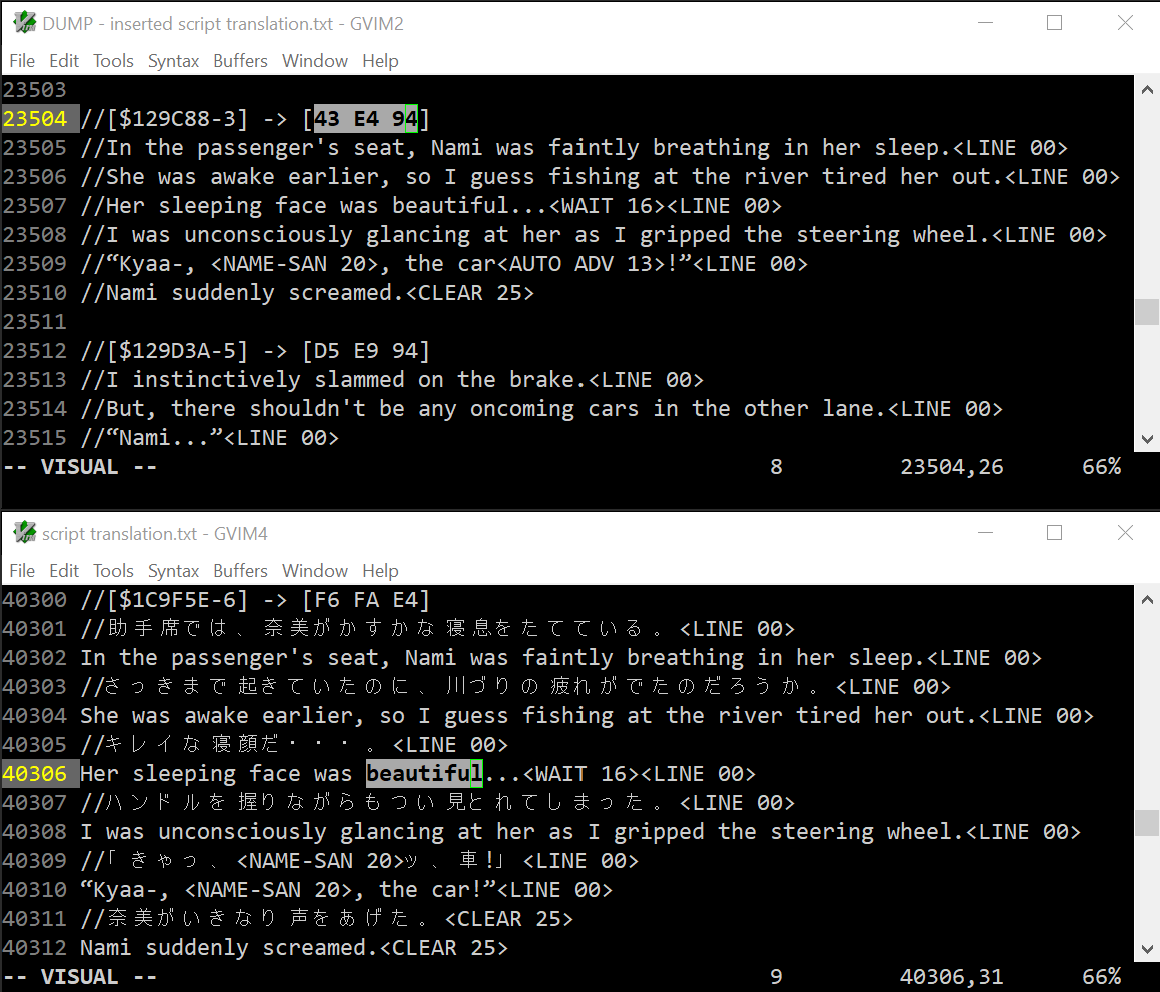 DUMP - inserted script translation.txt - GVIM2
File Edit Tools Syntax Buffers Window Help
23503
23504 //[$129C88-3] -> [43 E4 94]
23505 //In the passenger's seat, Nami was faintly breathing in her sleep.<LINE 00>
23506 //She was awake earlier, so I guess fishing at the river tired her out.<LINE 00>
23507 //Her sleeping face was beautiful...<WAIT 16><LINE 00>
23508 //I was unconsciously glancing at her as I gripped the steering wheel.<LINE 00>
23509 //“Kyaa-, <NAME-SAN 20>, the car<AUTO ADV 13>!”<LINE 00>
23510 //Nami suddenly screamed.<CLEAR 25>
23511
23512 //[$129D3A-5] -> [D5 E9 94]
23513 //I instinctively slammed on the brake.<LINE 00>
23514 //But, there shouldn't be any oncoming cars in the other lane.<LINE 00>
23515 //“Nami...”<LINE 00>
-- VISUAL -- 8 23504,26 66%
script translation.txt - GVIM4
File Edit Tools Syntax Buffers Window Help
40300 //[$1C9F5E-6] -> [F6 FA E4]
40301 //助手席では、奈美がかすかな寝息をたてている。<LINE 00>
40302 In the passenger's seat, Nami was faintly breathing in her sleep.<LINE 00>
40303 //さっきまで起きていたのに、川づりの疲れがでたのだろうか。<LINE 00>
40304 She was awake earlier, so I guess fishing at the river tired her out.<LINE 00>
40305 //キレイな寝顔だ・・・。<LINE 00>
40306 Her sleeping face was beautiful...<WAIT 16><LINE 00>
40307 //ハンドルを握りながらもつい見とれてしまった。<LINE 00>
40308 I was unconsciously glancing at her as I gripped the steering wheel.<LINE 00>
40309 //「きゃっ、<NAME-SAN 20>ッ、車!」<LINE 00>
40310 “Kyaa-, <NAME-SAN 20>, the car!”<LINE 00>
40311 //奈美がいきなり声をあげた。<CLEAR 25>
40312 Nami suddenly screamed.<CLEAR 25>
-- VISUAL -- 9 40306,31 66%